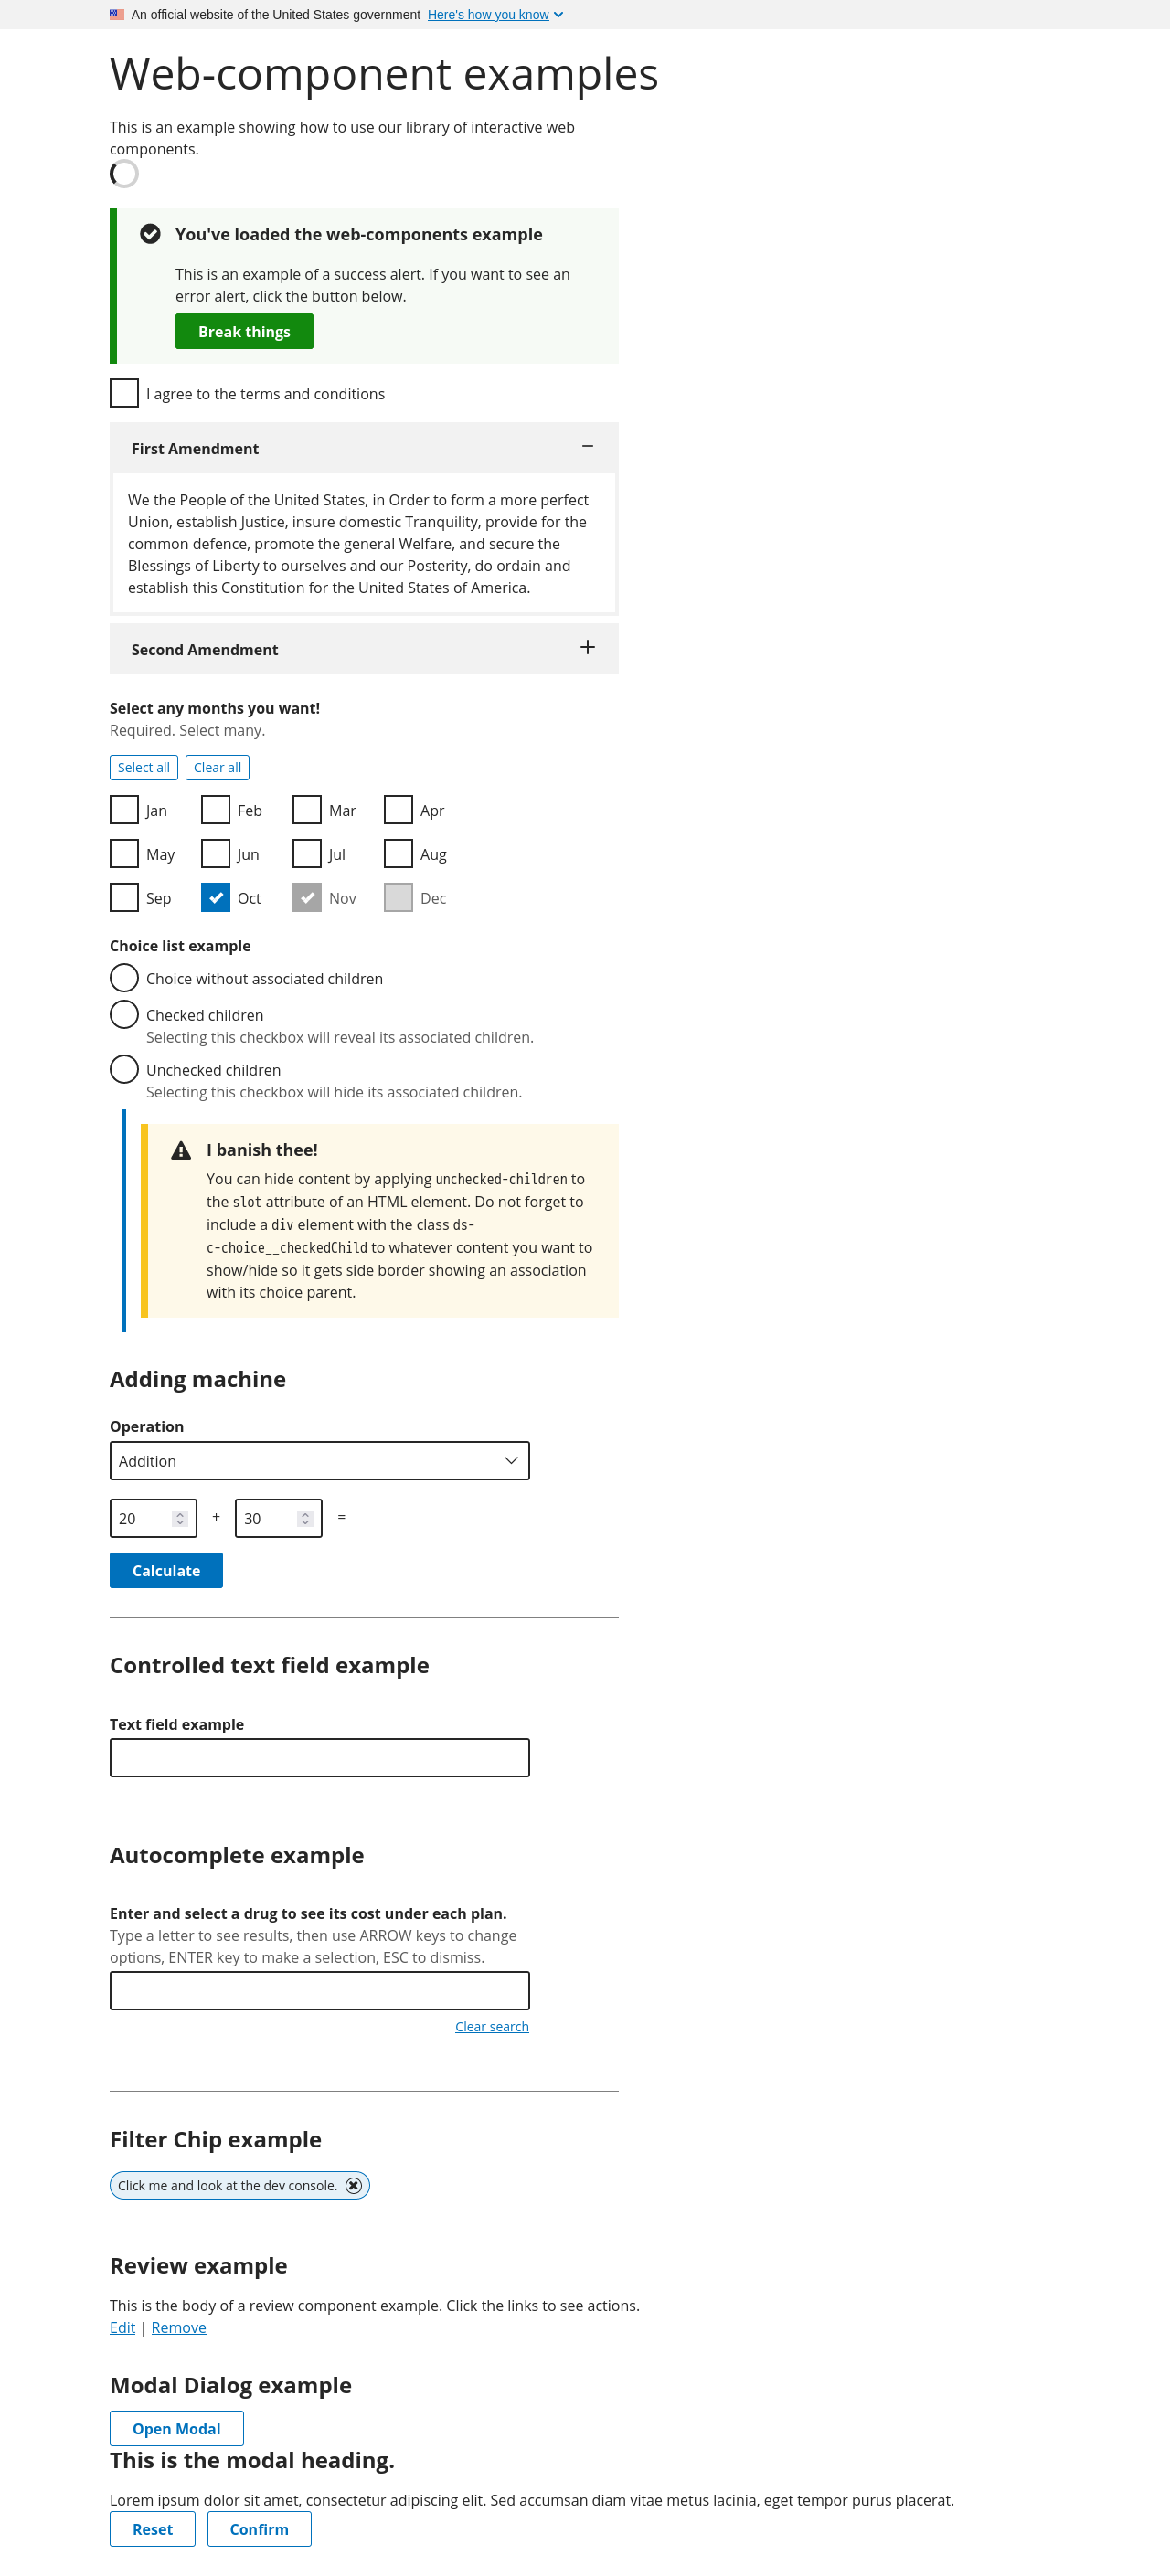 An official website of the United States government Here's how you know
Web-component examples
This is an example showing how to use our library of interactive web
components.
You've loaded the web-components example
This is an example of a success alert. If you want to see an
error alert, click the button below.
Break things
I agree to the terms and conditions
First Amendment
We the People of the United States, in Order to form a more perfect
Union, establish Justice, insure domestic Tranquility, provide for the
common defence, promote the general Welfare, and secure the
Blessings of Liberty to ourselves and our Posterity, do ordain and
establish this Constitution for the United States of America.
Second Amendment
Select any months you want!
Required. Select many.
Select all Clear all
Jan Feb Mar Apr
May Jun Jul Aug
Sep Oct Nov Dec
Choice list example
Choice without associated children
Checked children
Selecting this checkbox will reveal its associated children.
Unchecked children
Selecting this checkbox will hide its associated children.
I banish thee!
You can hide content by applying unchecked-children to
the slot attribute of an HTML element. Do not forget to
include a div element with the class ds-
c-choice__checkedChild to whatever content you want to
show/hide so it gets side border showing an association
with its choice parent.
Adding machine
Operation
Addition
20 + 30 =
Calculate
Controlled text field example
Text field example
Autocomplete example
Enter and select a drug to see its cost under each plan.
Type a letter to see results, then use ARROW keys to change
options, ENTER key to make a selection, ESC to dismiss.
Clear search
Filter Chip example
Click me and look at the dev console.
Review example
This is the body of a review component example. Click the links to see actions.
Edit | Remove
Modal Dialog example
Open Modal
This is the modal heading.
Lorem ipsum dolor sit amet, consectetur adipiscing elit. Sed accumsan diam vitae metus lacinia, eget tempor purus placerat.
Reset Confirm